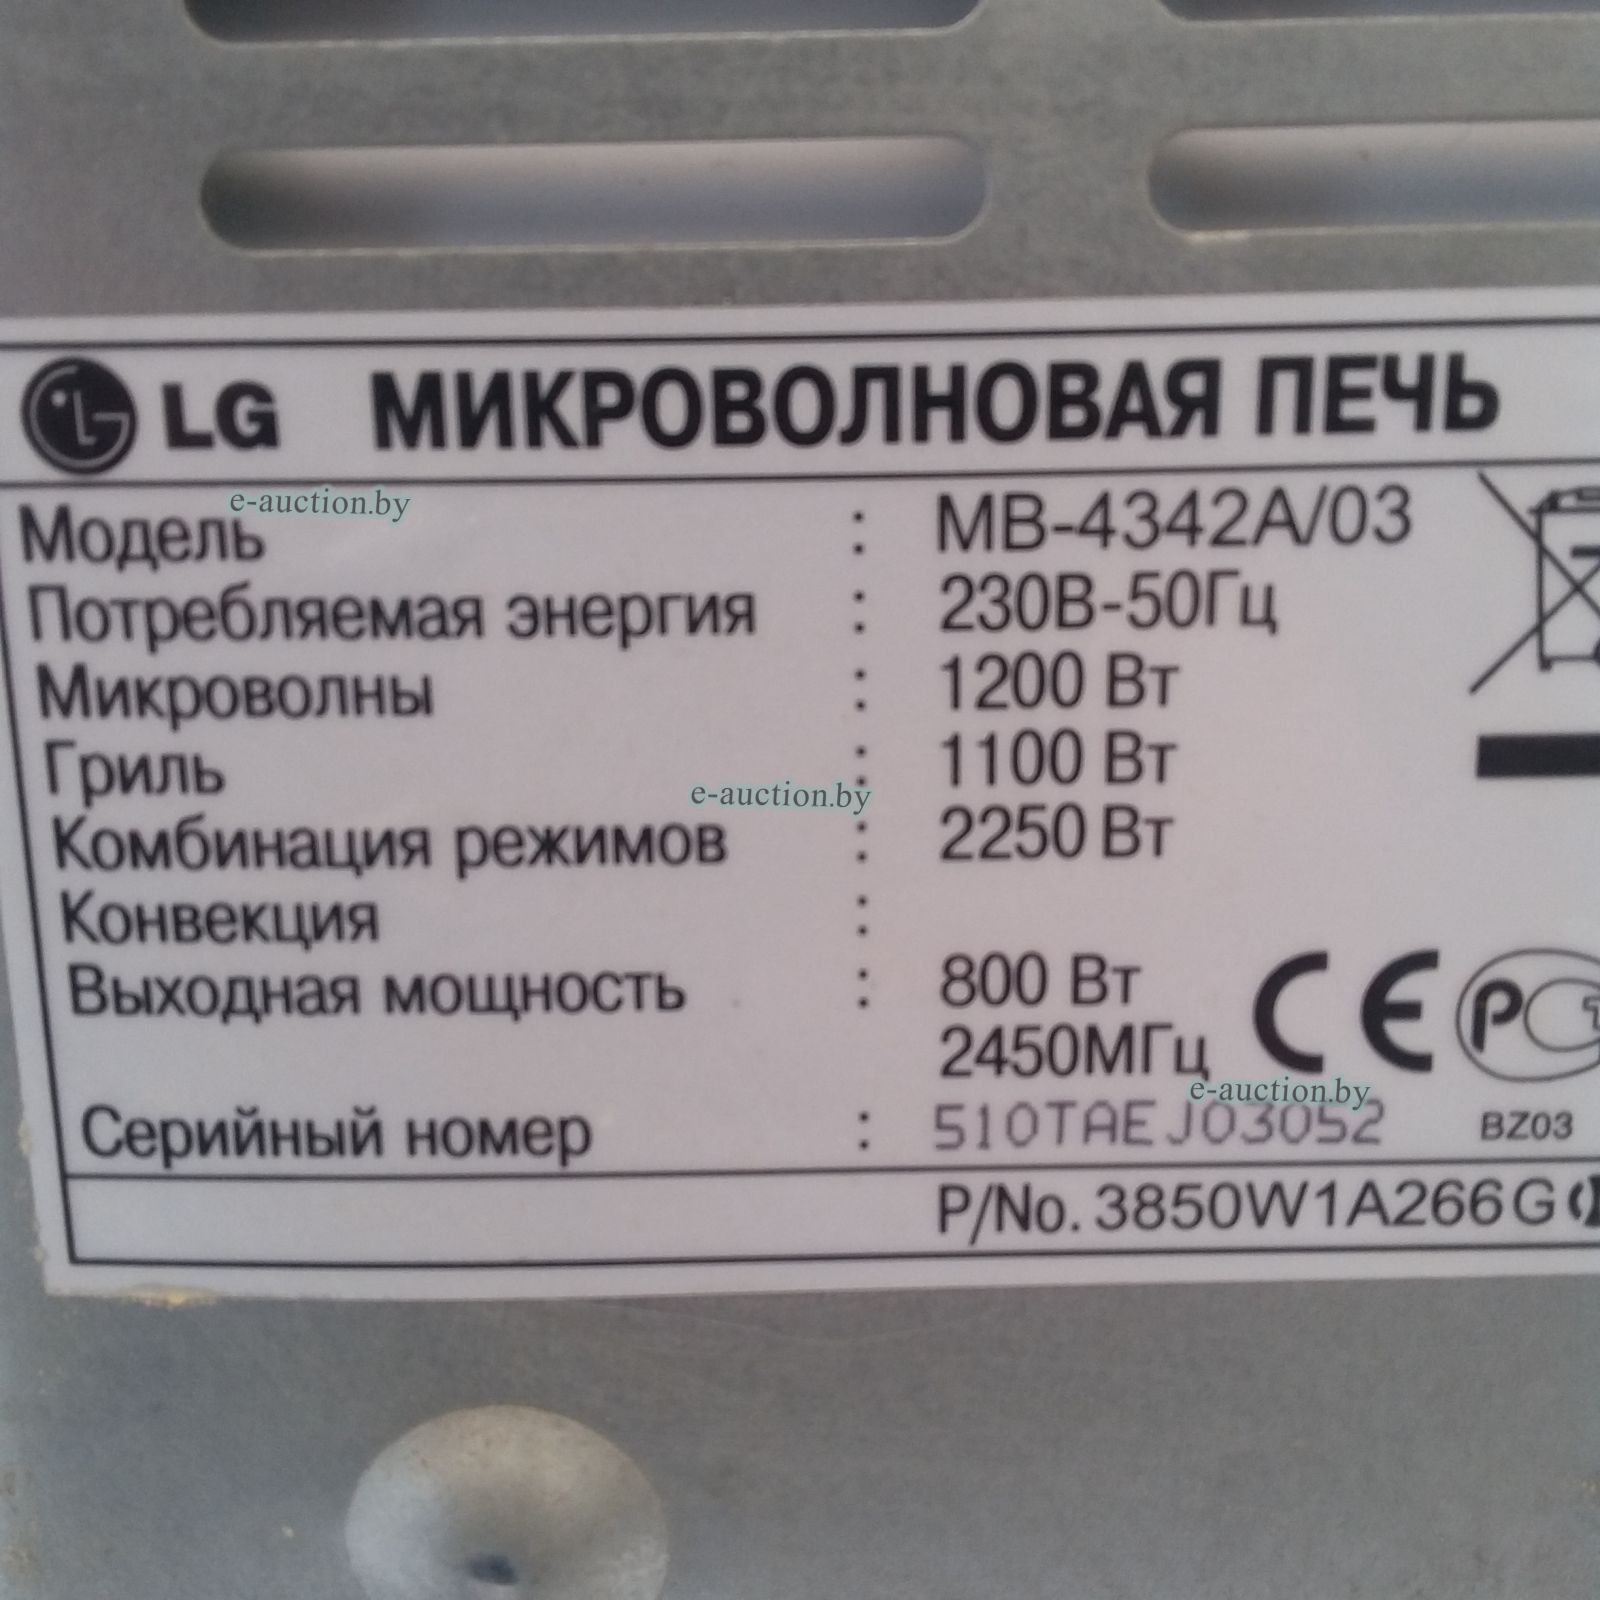 LG МИКРОВОЛНОВАЯ ПЕЧЬ
e-auction.by
Модель : MB-4342A/03
Потребляемая энергия : 230В-50Гц
Микроволны : 1200 Вт
Гриль : 1100 Вт
e-auction.by
Комбинация режимов : 2250 Вт
Конвекция :
Выходная мощность : 800 Вт
2450МГц CE
e-auction.by
Серийный номер : 510TAEJ03052 BZ03
P/No. 3850W1A266G